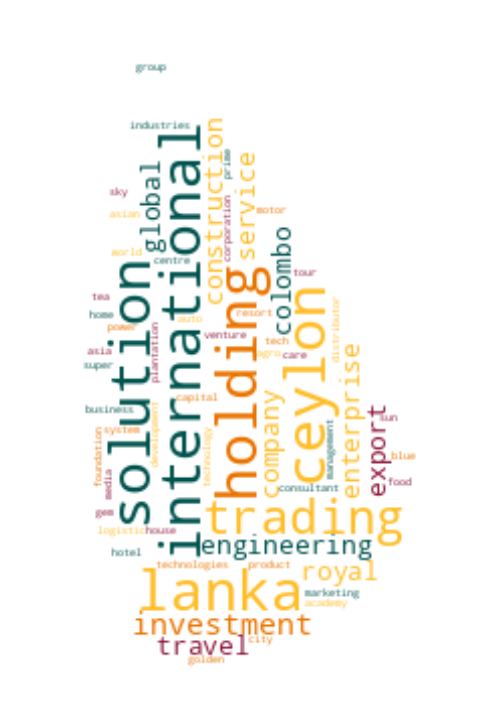 group
industries
international
construction
prime
global
service
sky
corporation
asian
motor
colombo
world
centre
solution
holding
tour
ceylon
tea
home
resort
distributor
auto
power
plantation
venture
tech
asia
agro
care
super
enterprise
company
capital
business
development
export
sun
system
foundation
technology
management
blue
media
consultant
food
gem
trading
logistic
house
engineering
hotel
technologies
product
royal
lanka
marketing
academy
investment
travel
city
golden